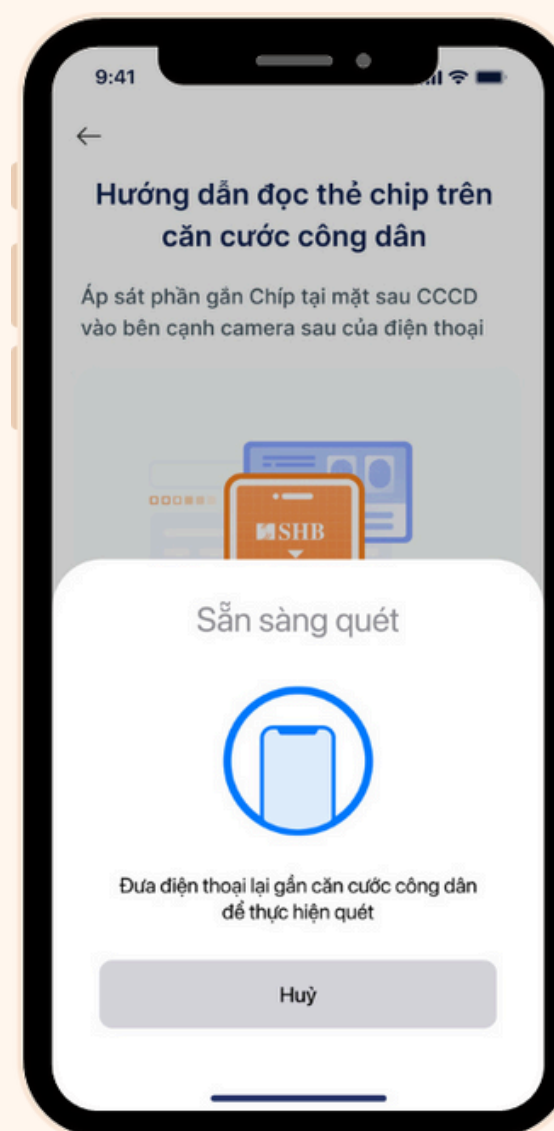 9:41
Hướng dẫn đọc thẻ chip trên
căn cước công dân
Áp sát phần gắn Chíp tại mặt sau CCCD
vào bên cạnh camera sau của điện thoại
SHB
Sẵn sàng quét
Đưa điện thoại lại gần căn cước công dân
để thực hiện quét
Huỷ